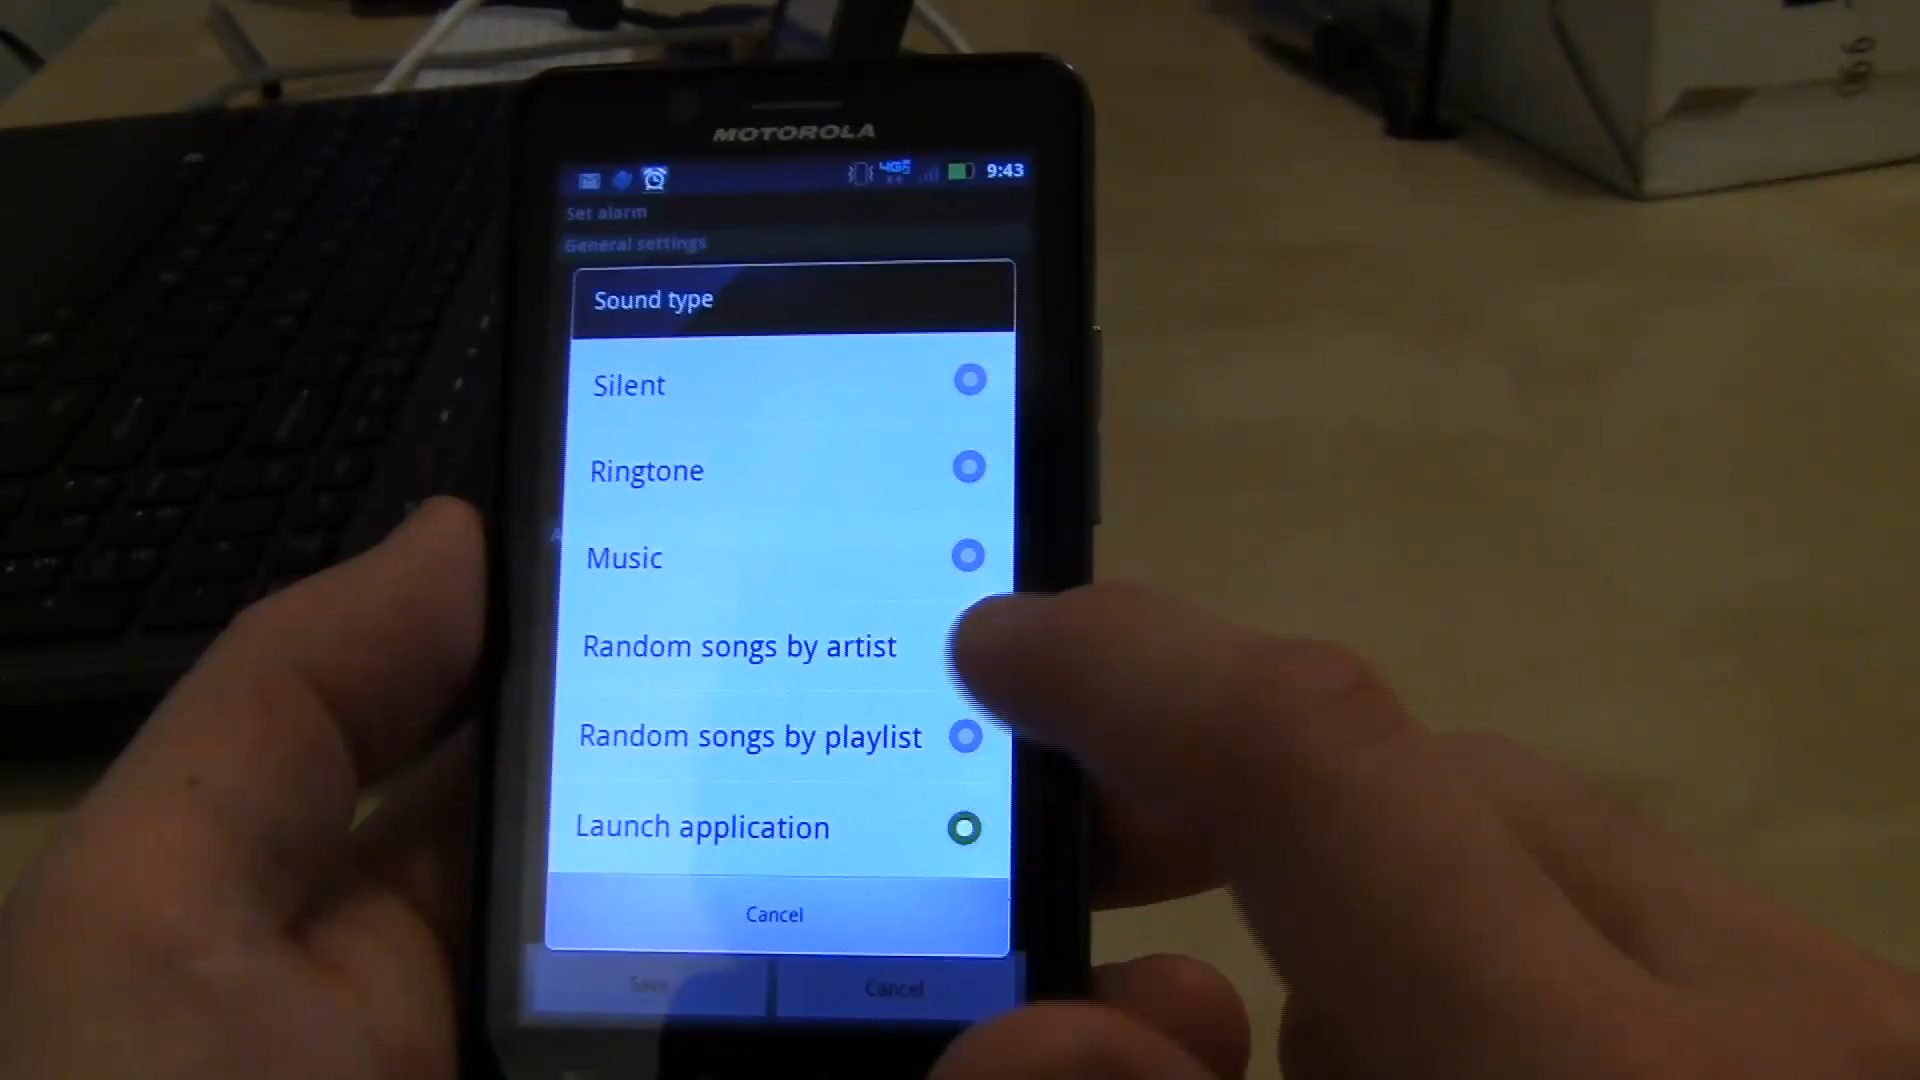 MOTOROLA
4G 9:43
Set alarm
General settings
Sound type
Silent
Ringtone
Music
Random songs by artist
Random songs by playlist
Launch application
Cancel
Save Cancel